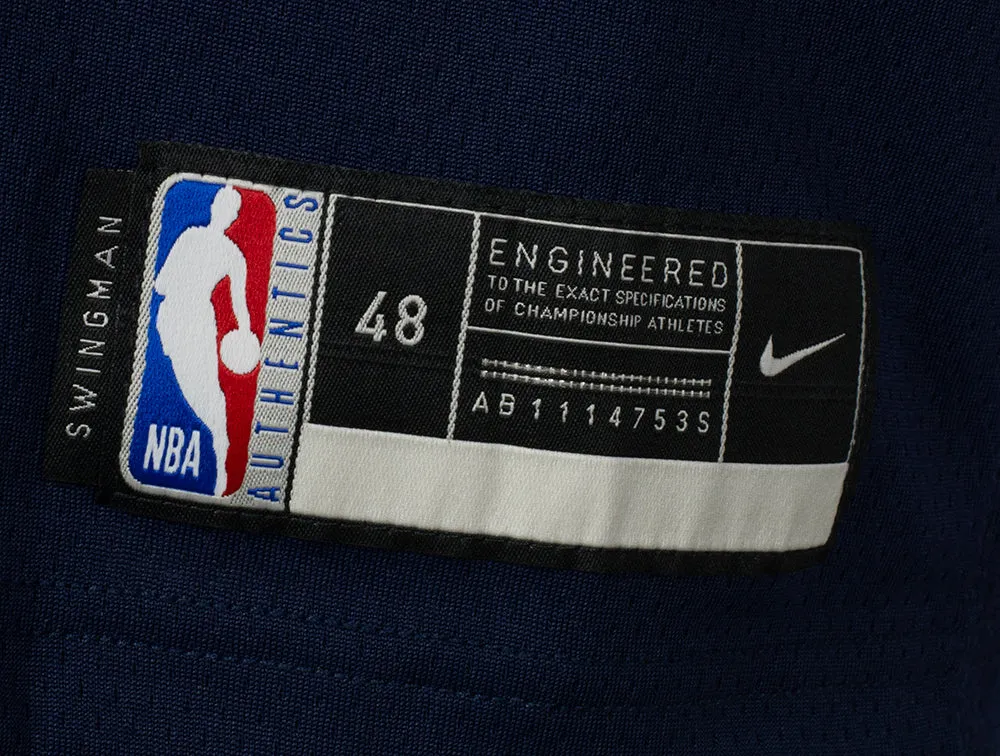 SWINGMAN
NBA
AUTHENTICS
48
ENGINEERED
TO THE EXACT SPECIFICATIONS
OF CHAMPIONSHIP ATHLETES
AB1114753S